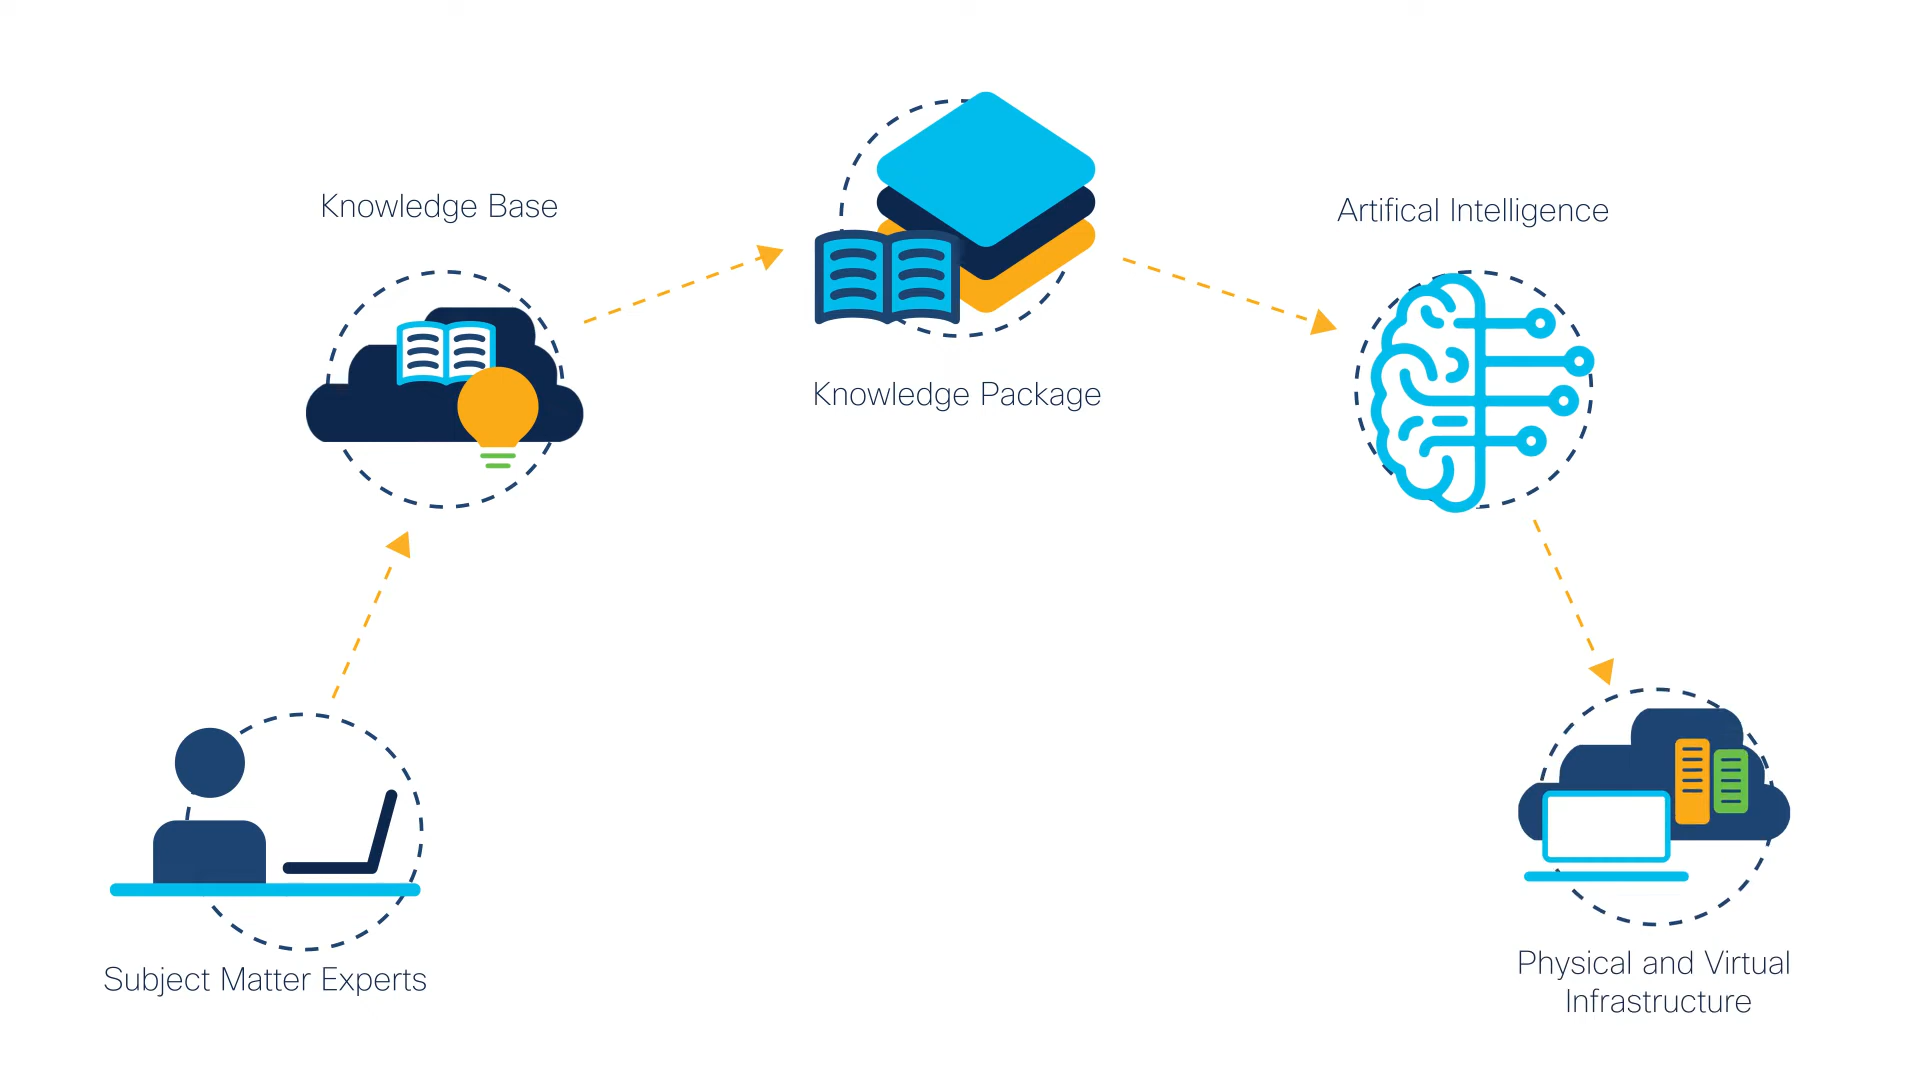 Knowledge Base
Artifical Intelligence
Knowledge Package
Subject Matter Experts
Physical and Virtual
Infrastructure